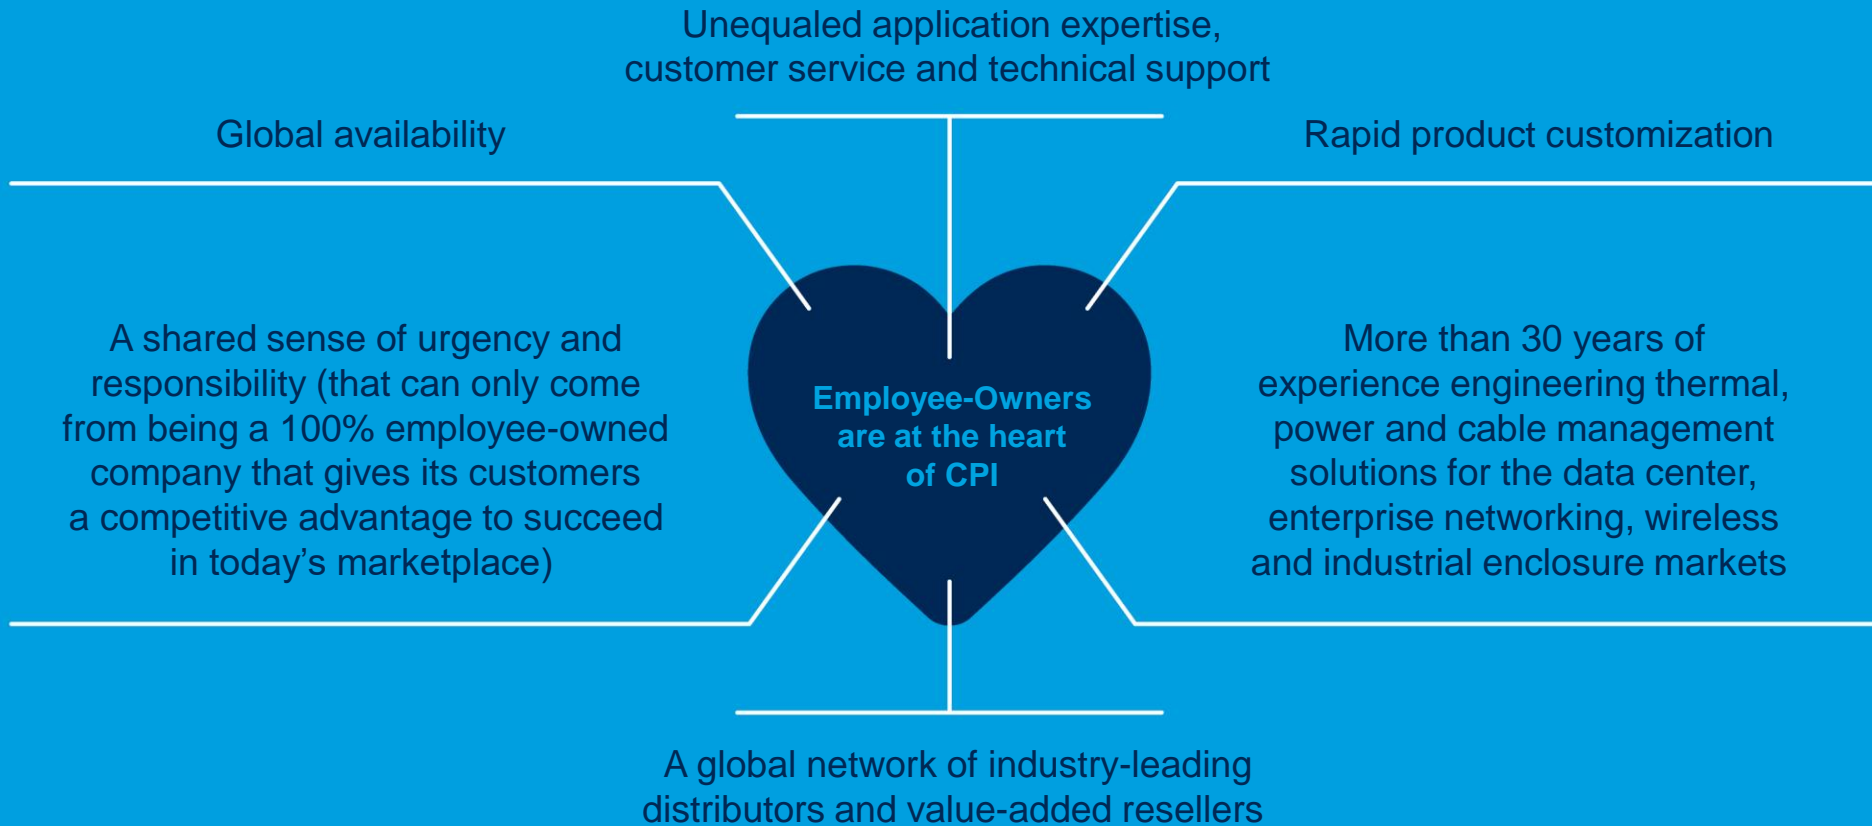 Unequaled application expertise,
customer service and technical support
Global availability
Rapid product customization
A shared sense of urgency and
responsibility (that can only come
from being a 100% employee-owned
company that gives its customers
a competitive advantage to succeed
in today’s marketplace)
Employee-Owners
are at the heart
of CPI
More than 30 years of
experience engineering thermal,
power and cable management
solutions for the data center,
enterprise networking, wireless
and industrial enclosure markets
A global network of industry-leading
distributors and value-added resellers